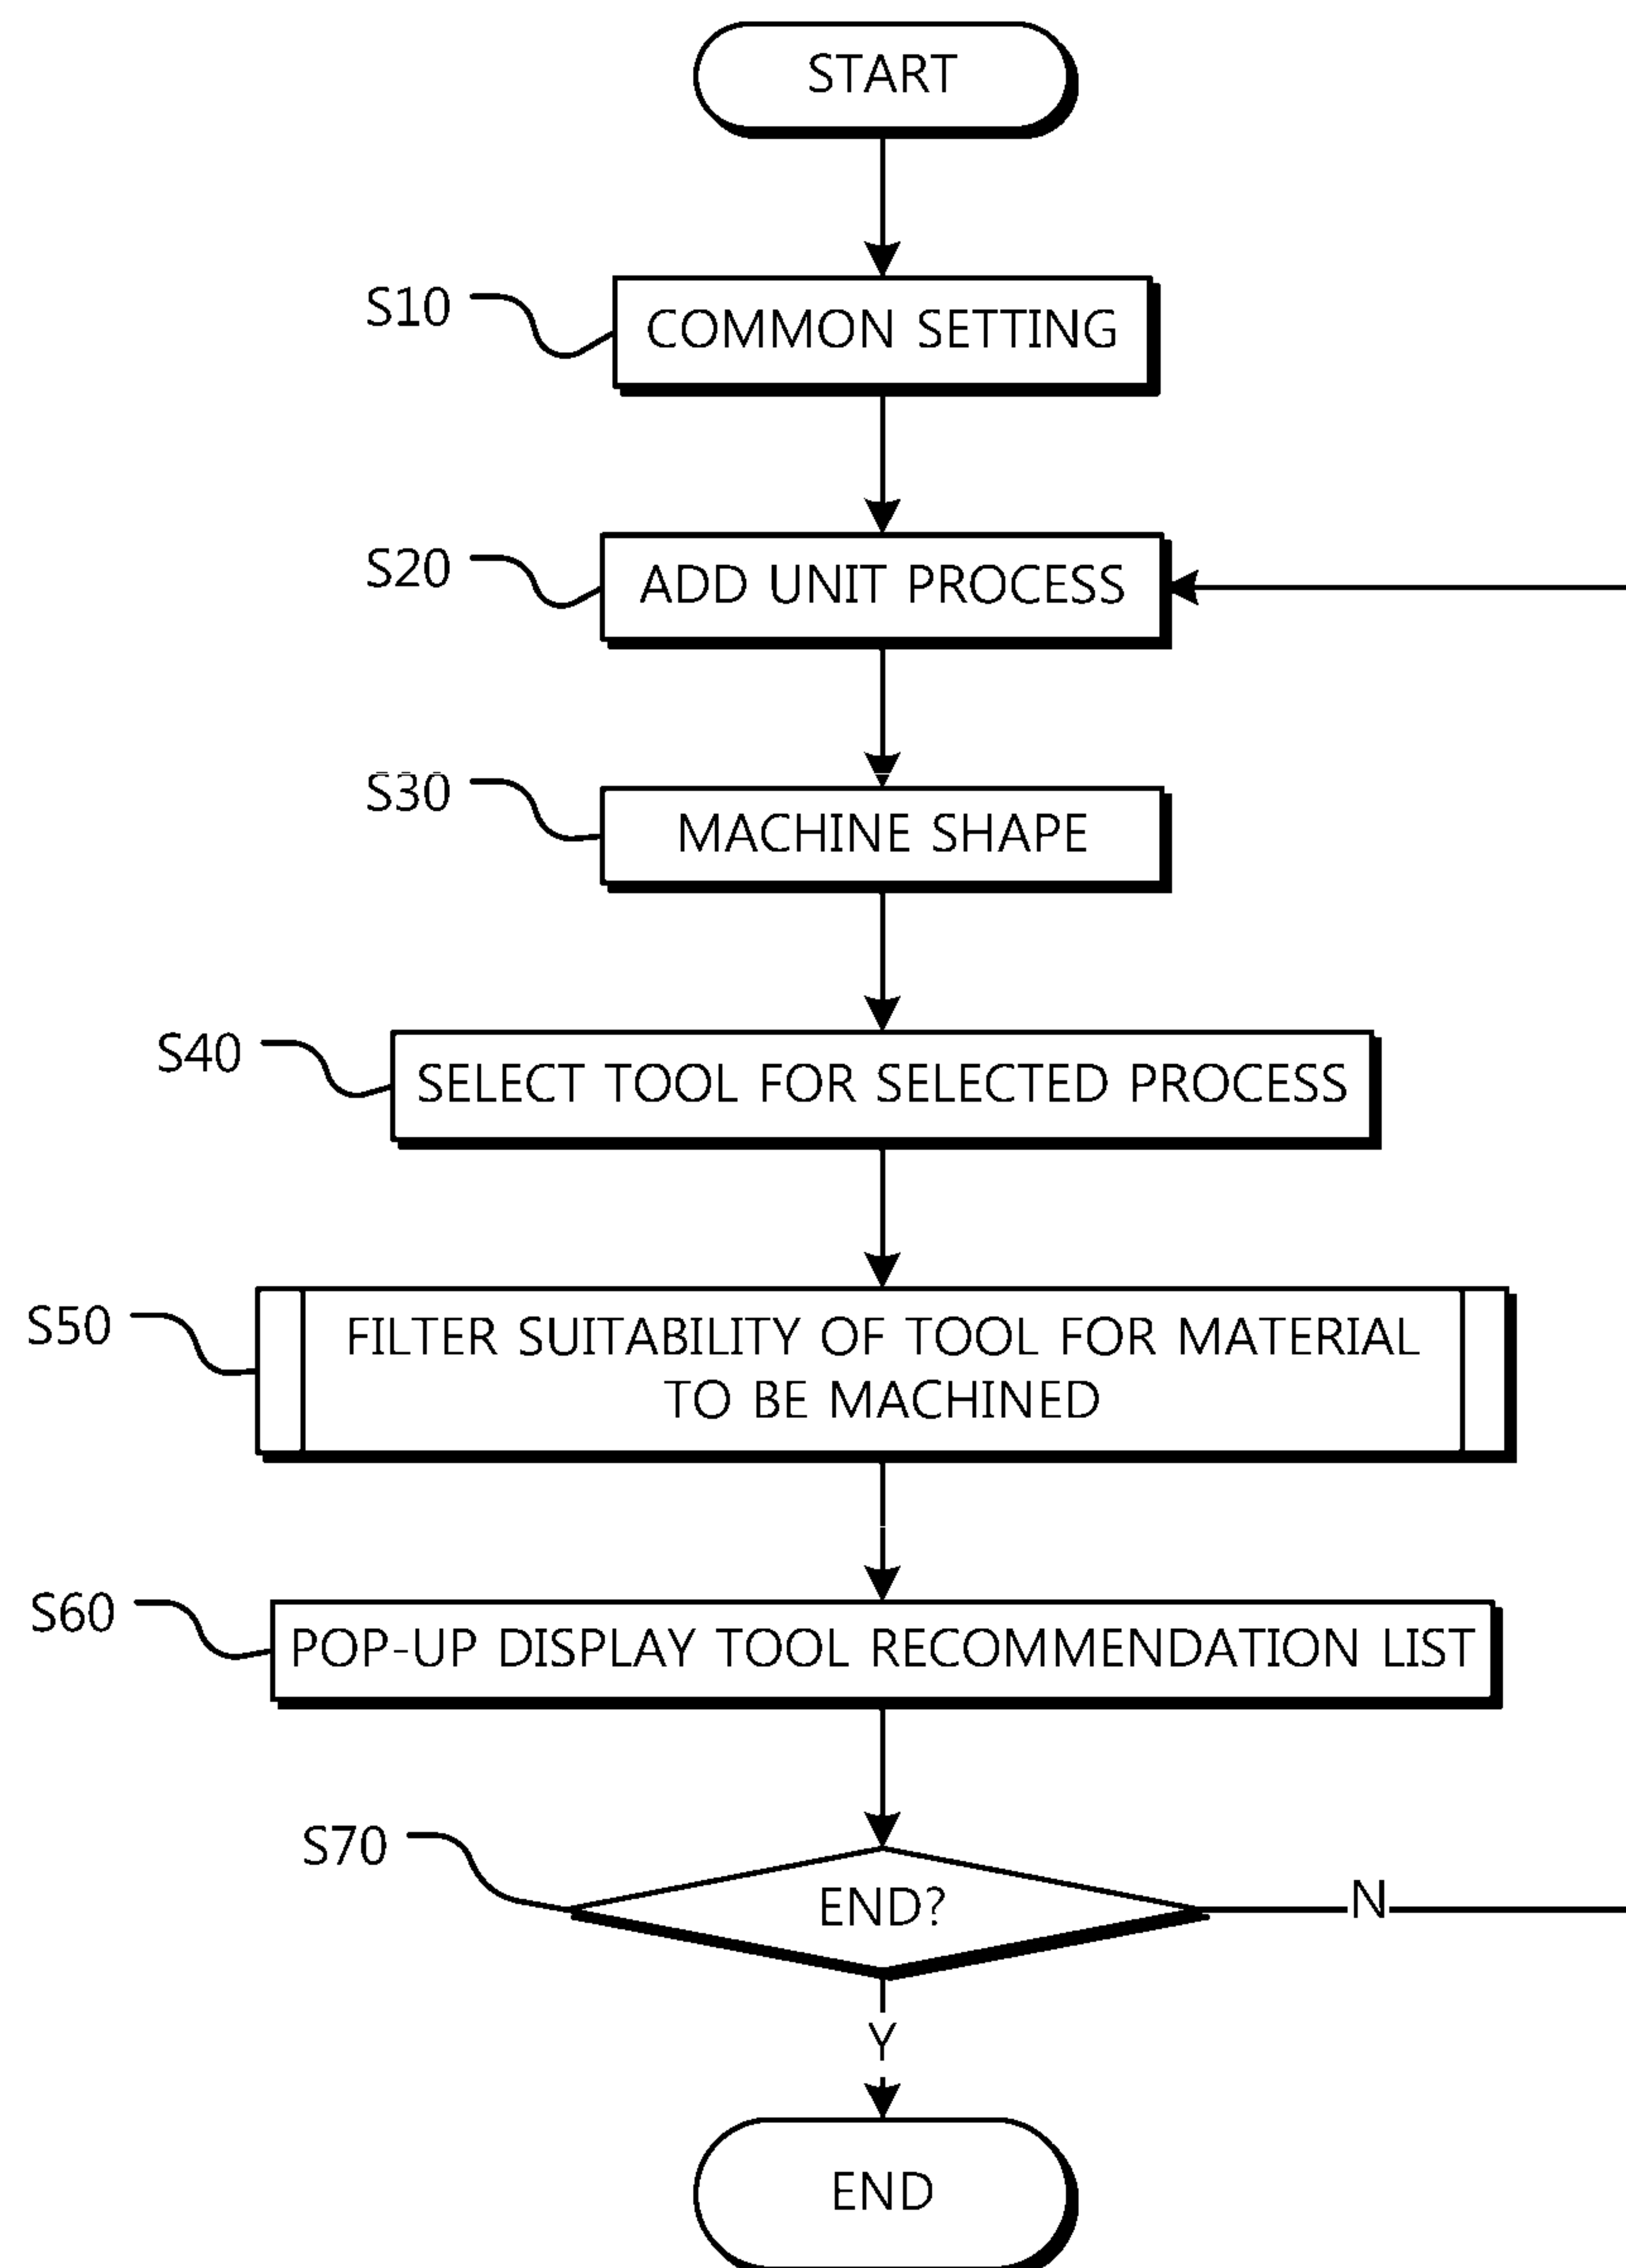 START
S10
COMMON SETTING
S20
ADD UNIT PROCESS
S30
MACHINE SHAPE
S40
SELECT TOOL FOR SELECTED PROCESS
S50
FILTER SUITABILITY OF TOOL FOR MATERIAL
TO BE MACHINED
S60
POP-UP DISPLAY TOOL RECOMMENDATION LIST
S70
END?
N
Y
END